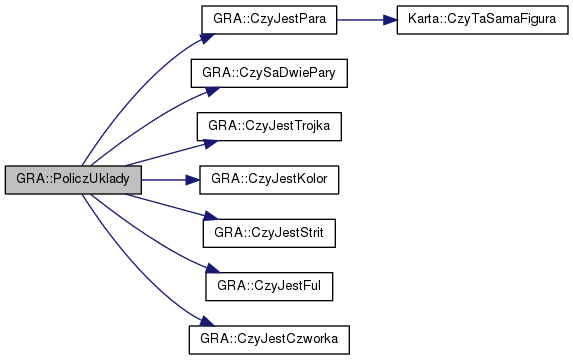 GRA::PoliczUklady
GRA::CzyJestPara
Karta::CzyTaSamaFigura
GRA::CzySaDwiePary
GRA::CzyJestTrojka
GRA::CzyJestKolor
GRA::CzyJestStrit
GRA::CzyJestFul
GRA::CzyJestCzworka